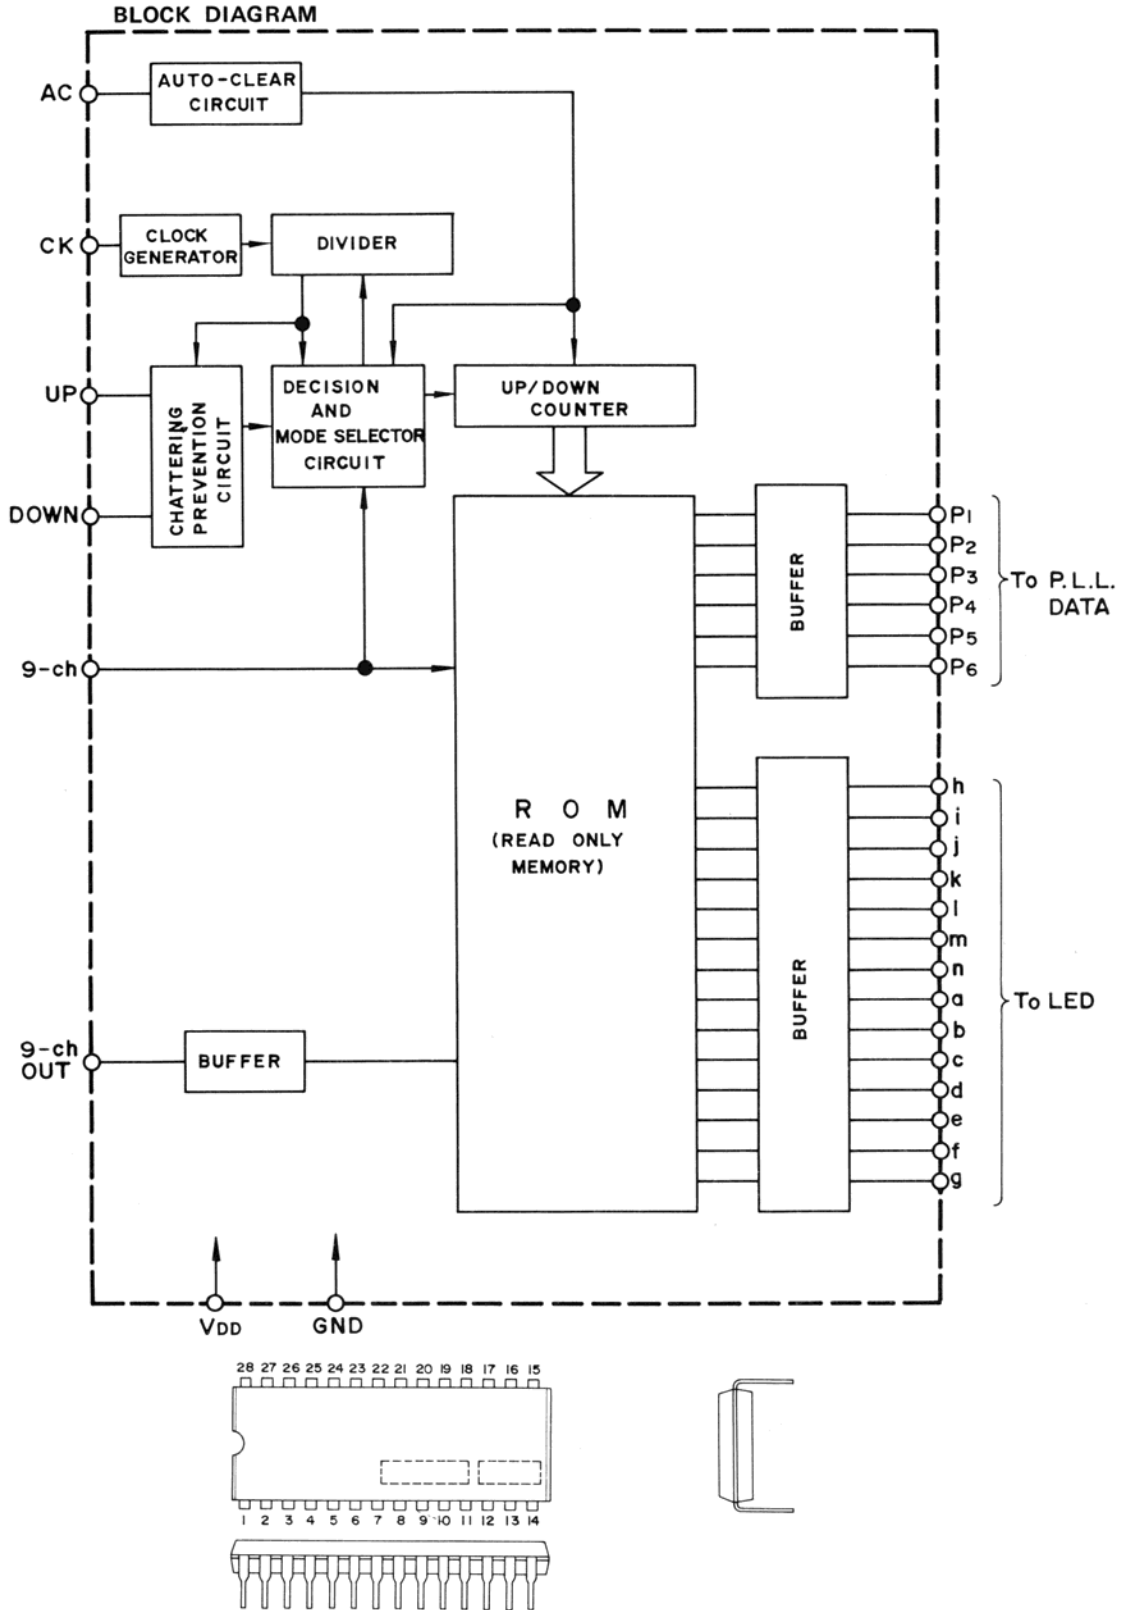 BLOCK DIAGRAM
AC
AUTO-CLEAR
CIRCUIT
CK
CLOCK
GENERATOR
DIVIDER
UP
DOWN
CHATTERING
PREVENTION
CIRCUIT
DECISION
AND
MODE SELECTOR
CIRCUIT
UP/DOWN
COUNTER
9-ch
ROM
(READ ONLY
MEMORY)
BUFFER
P1
P2
P3
P4
P5
P6
To P.L.L.
DATA
BUFFER
h
i
j
k
l
m
n
a
b
c
d
e
f
g
To LED
9-ch
OUT
BUFFER
VDD
GND
28 27 26 25 24 23 22 21 20 19 18 17 16 15
1 2 3 4 5 6 7 8 9 10 11 12 13 14